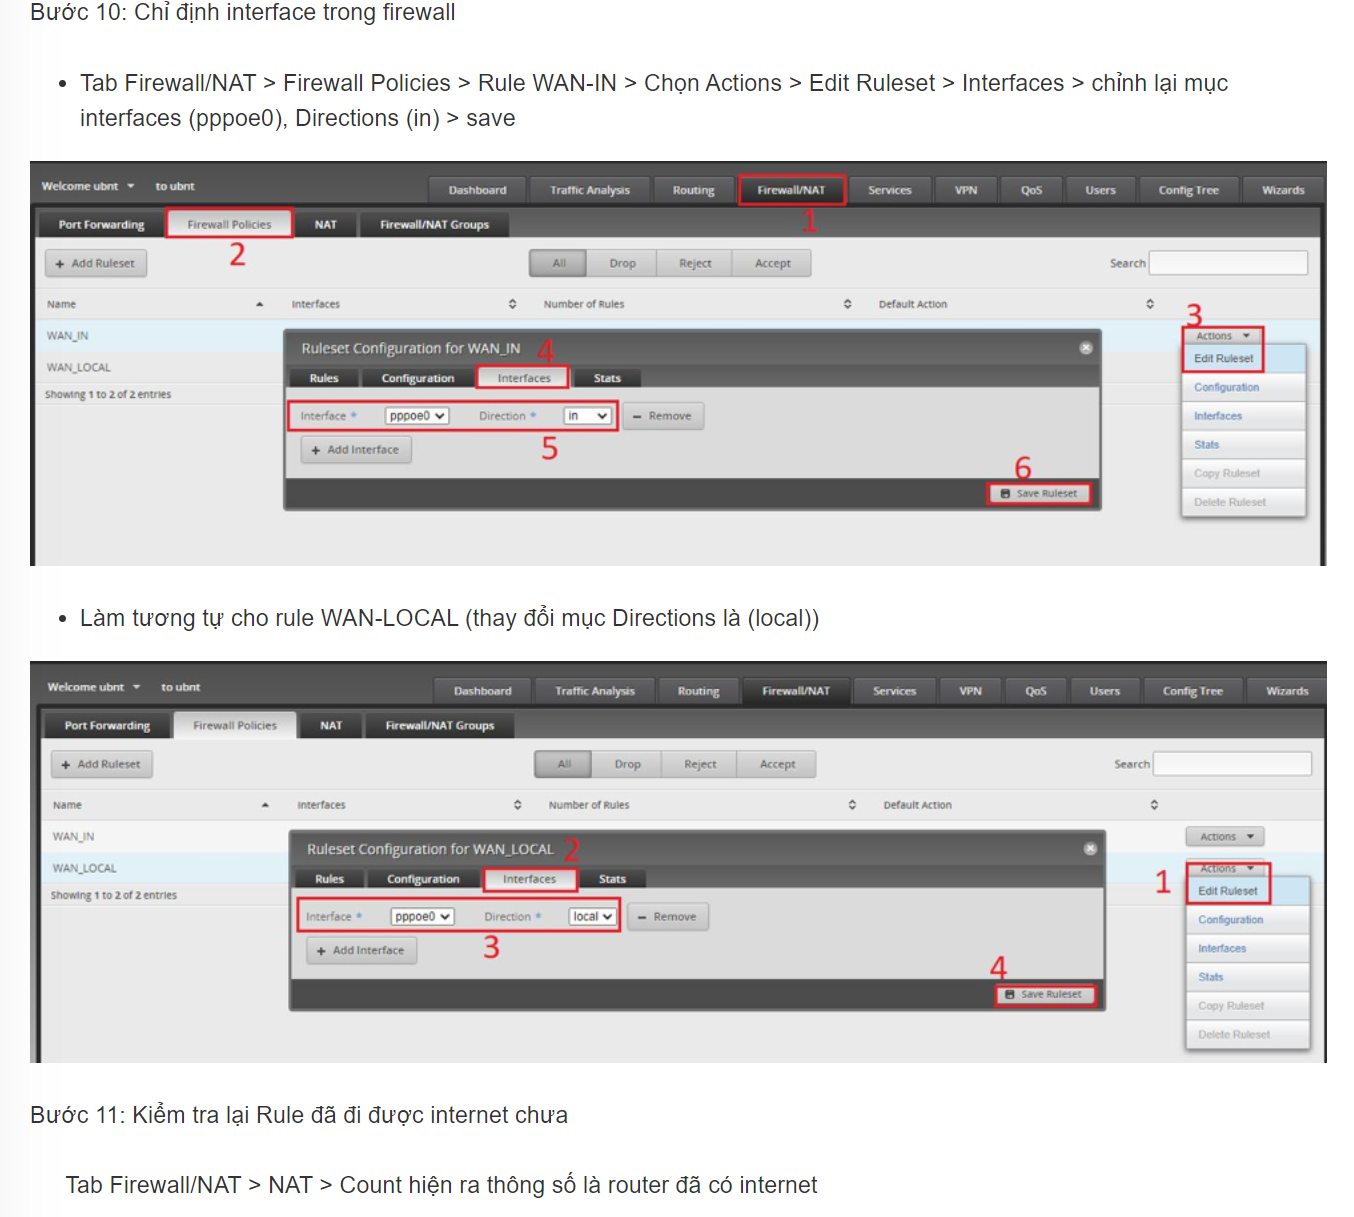 Bước 10: Chỉ định interface trong firewall
• Tab Firewall/NAT > Firewall Policies > Rule WAN-IN > Chọn Actions > Edit Ruleset > Interfaces > chỉnh lại mục
interfaces (pppoe0), Directions (in) > save
Welcome ubnt to ubnt Dashboard Traffic Analysis Routing Firewall/NAT Services VPN QoS Users Config Tree Wizards
1
Port Forwarding Firewall Policies NAT Firewall/NAT Groups
2
+ Add Ruleset All Drop Reject Accept Search
Name Interfaces Number of Rules Default Action
3
WAN_IN Actions
Ruleset Configuration for WAN_IN 4
Edit Ruleset
WAN_LOCAL
Rules Configuration Interfaces Stats
Configuration
Showing 1 to 2 of 2 entries
Interface * pppoe0 Direction * in − Remove
Interfaces
5
+ Add Interface
Stats
6
Copy Ruleset
Save Ruleset
Delete Ruleset
• Làm tương tự cho rule WAN-LOCAL (thay đổi mục Directions là (local))
Welcome ubnt to ubnt Dashboard Traffic Analysis Routing Firewall/NAT Services VPN QoS Users Config Tree Wizards
Port Forwarding Firewall Policies NAT Firewall/NAT Groups
+ Add Ruleset All Drop Reject Accept Search
Name Interfaces Number of Rules Default Action
WAN_IN Actions
Ruleset Configuration for WAN_LOCAL 2
WAN_LOCAL Actions
Rules Configuration Interfaces Stats
1 Edit Ruleset
Showing 1 to 2 of 2 entries
Interface * pppoe0 Direction * local − Remove
Configuration
3
+ Add Interface
Interfaces
4
Stats
Save Ruleset
Copy Ruleset
Delete Ruleset
Bước 11: Kiểm tra lại Rule đã đi được internet chưa
Tab Firewall/NAT > NAT > Count hiện ra thông số là router đã có internet